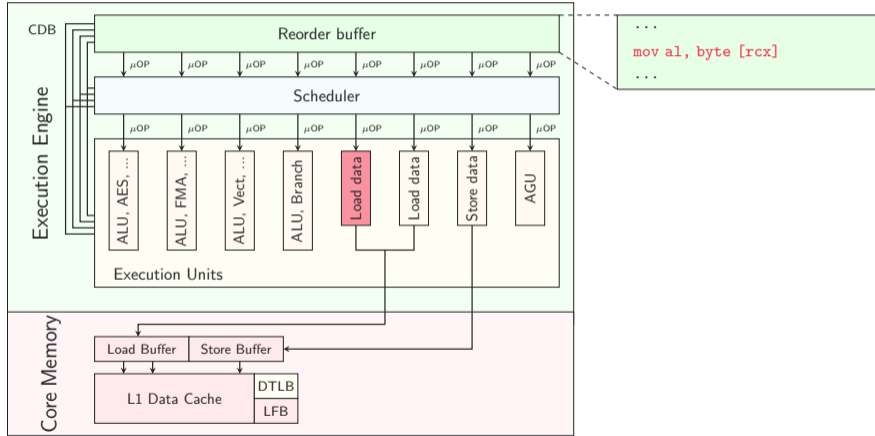 CDB
Reorder buffer
...
mov al, byte [rcx]
...
μOP μOP μOP μOP μOP μOP μOP μOP
Scheduler
μOP μOP μOP μOP μOP μOP μOP μOP
Execution Engine
ALU, AES, ...
ALU, FMA, ...
ALU, Vect, ...
ALU, Branch
Load data
Load data
Store data
AGU
Execution Units
Core Memory
Load Buffer
Store Buffer
L1 Data Cache
DTLB
LFB